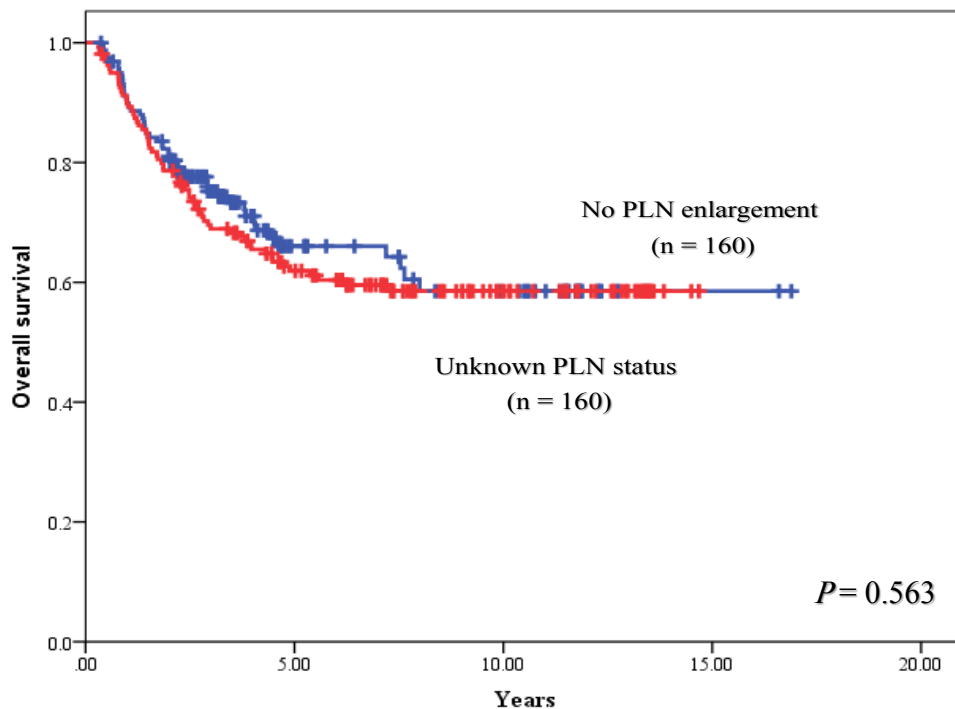 1.0
0.8
0.6
0.4
0.2
0.0
Overall survival
No PLN enlargement
(n = 160)
Unknown PLN status
(n = 160)
P = 0.563
.00 5.00 10.00 15.00 20.00
Years